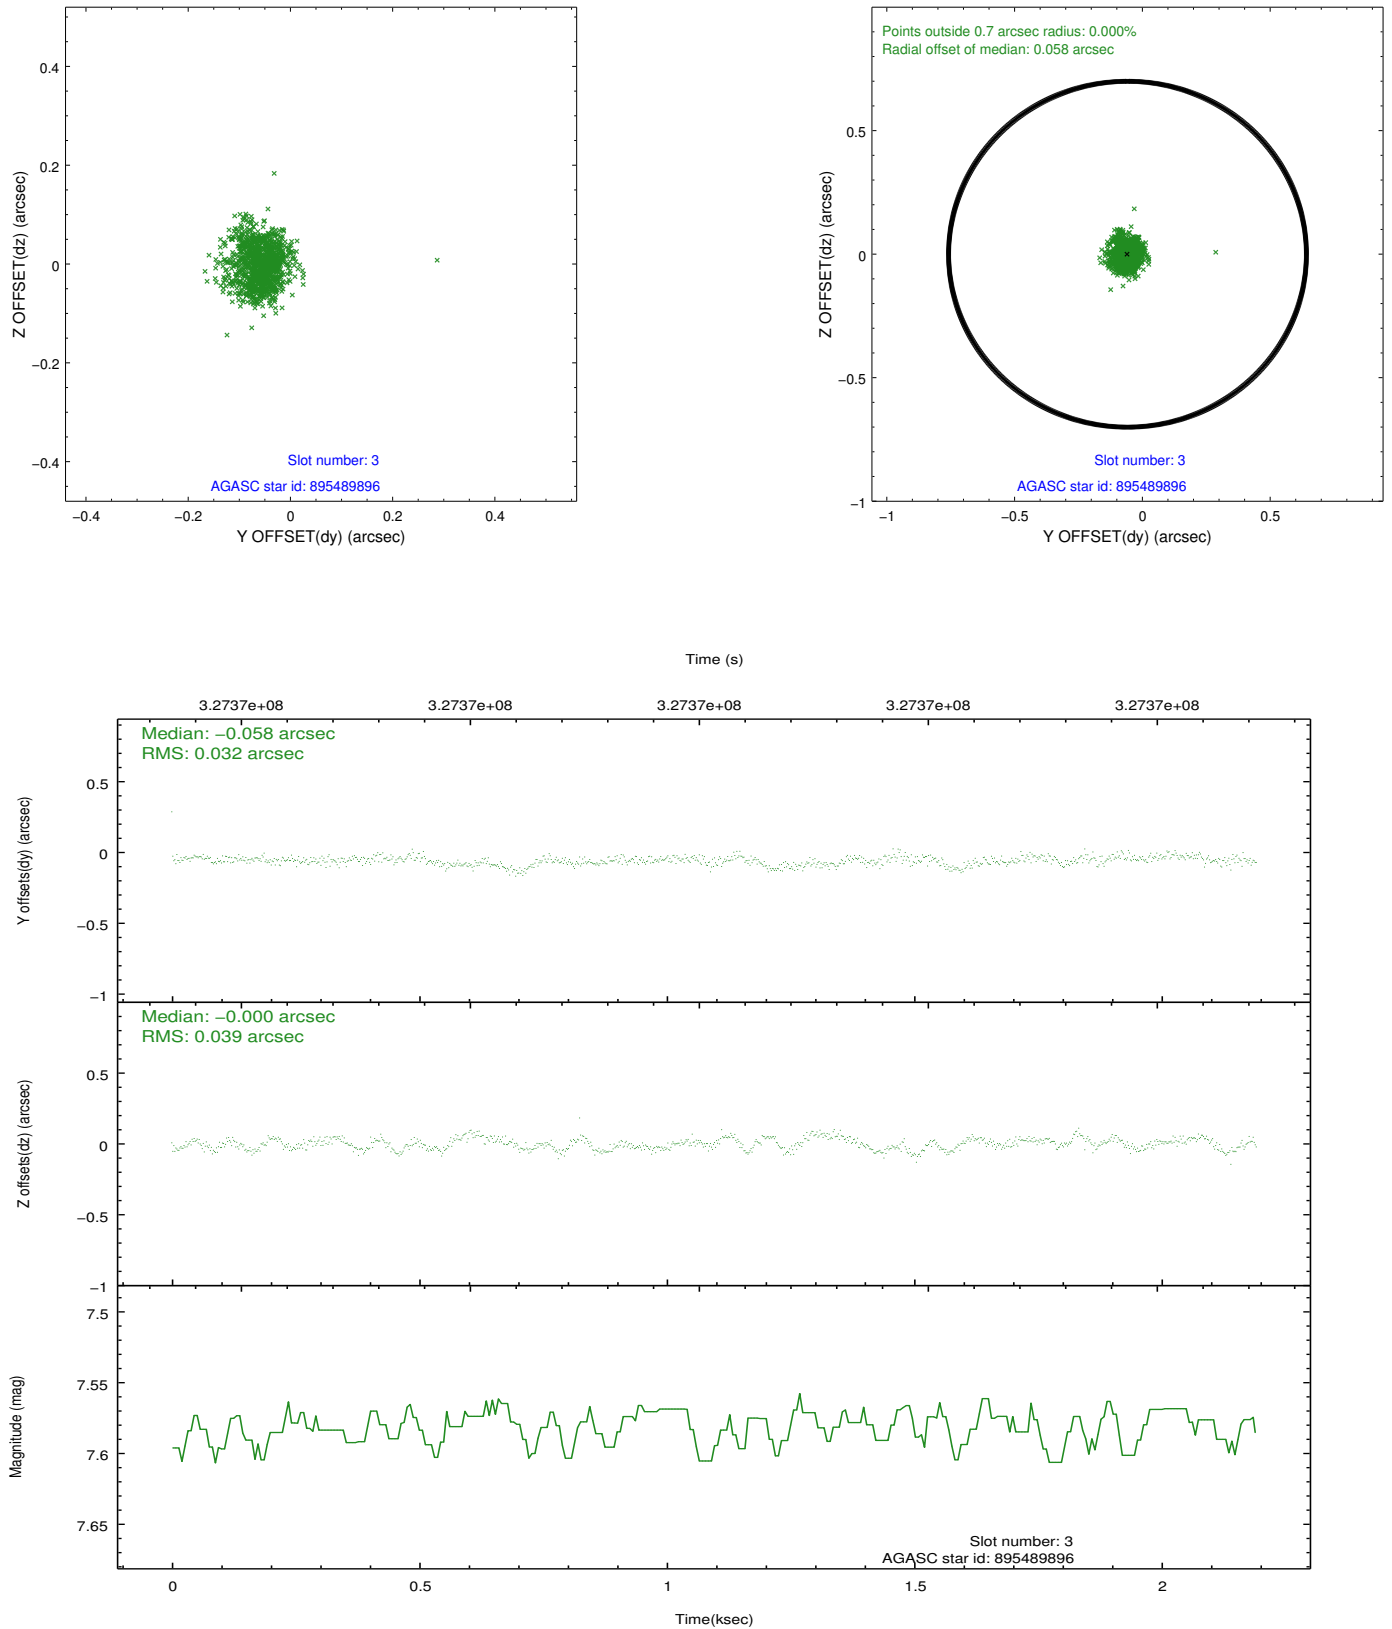 0.4
0.2
0
−0.2
−0.4
Z OFFSET(dz) (arcsec)
Slot number: 3
AGASC star id: 895489896
−0.4 −0.2 0 0.2 0.4
Y OFFSET(dy) (arcsec)
Points outside 0.7 arcsec radius: 0.000%
Radial offset of median: 0.058 arcsec
0.5
0
−0.5
−1
Z OFFSET(dz) (arcsec)
Slot number: 3
AGASC star id: 895489896
−1 −0.5 0 0.5
Y OFFSET(dy) (arcsec)
Time (s)
3.2737e+08 3.2737e+08 3.2737e+08 3.2737e+08 3.2737e+08
Median: −0.058 arcsec
RMS: 0.032 arcsec
0.5
0
−0.5
−1
Y offsets(dy) (arcsec)
Median: −0.000 arcsec
RMS: 0.039 arcsec
0.5
0
−0.5
−1
Z offsets(dz) (arcsec)
7.5
7.55
7.6
7.65
Magnitude (mag)
Slot number: 3
AGASC star id: 895489896
0 0.5 1 1.5 2
Time(ksec)